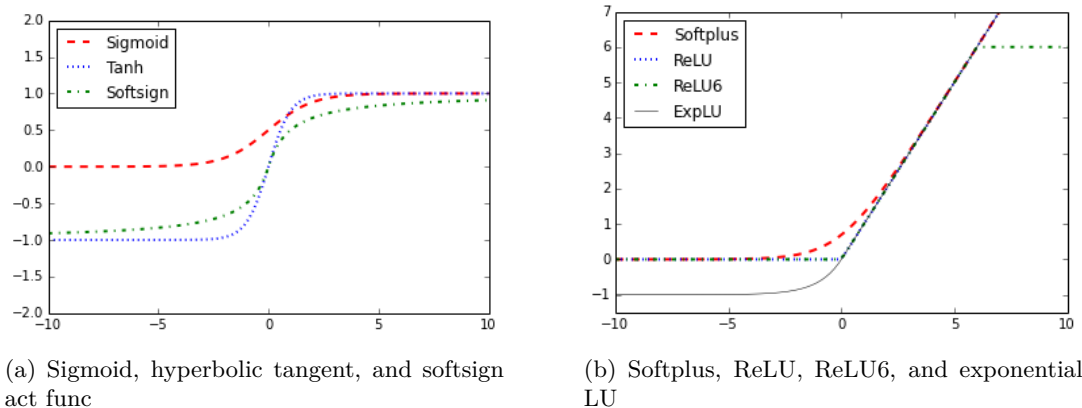 2.0
1.5
1.0
0.5
0.0
−0.5
−1.0
−1.5
−2.0
−10
−5
0
5
10
Sigmoid
Tanh
Softsign
(a) Sigmoid, hyperbolic tangent, and softsign
act func
7
6
5
4
3
2
1
0
−1
−10
−5
0
5
10
Softplus
ReLU
ReLU6
ExpLU
(b) Softplus, ReLU, ReLU6, and exponential
LU